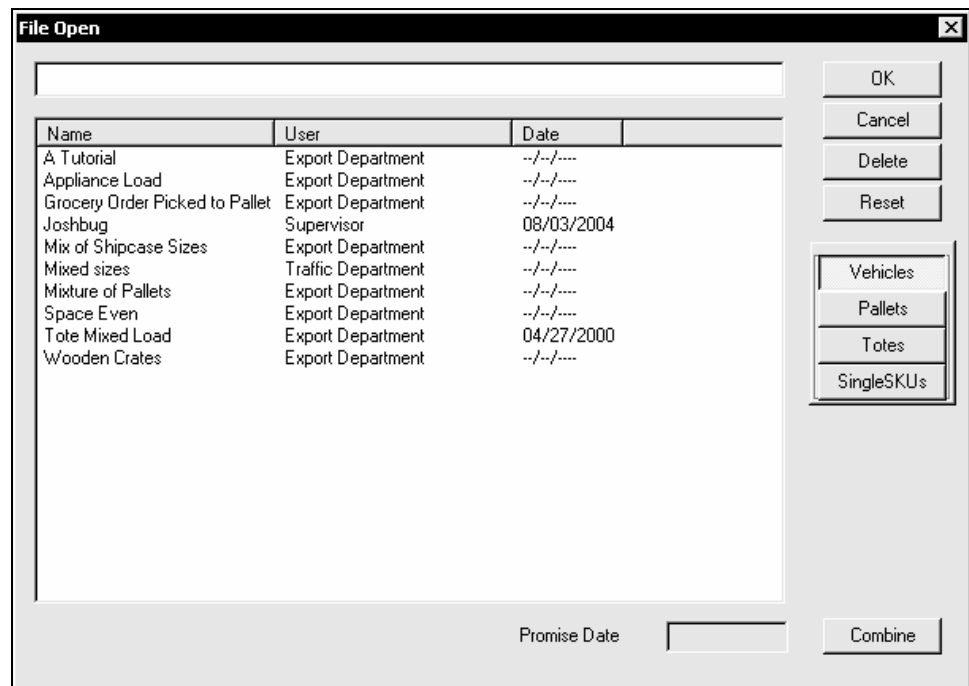 File Open
OK
Cancel
Delete
Reset
Name User Date
A Tutorial Export Department --/--/----
Appliance Load Export Department --/--/----
Grocery Order Picked to Pallet Export Department --/--/----
Joshbug Supervisor 08/03/2004
Mix of Shipcase Sizes Export Department --/--/----
Mixed sizes Traffic Department --/--/----
Mixture of Pallets Export Department --/--/----
Space Even Export Department --/--/----
Tote Mixed Load Export Department 04/27/2000
Wooden Crates Export Department --/--/----
Vehicles
Pallets
Totes
SingleSKUs
Promise Date
Combine